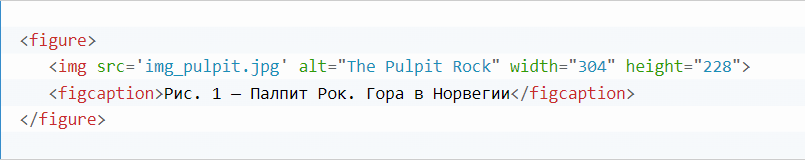 <figure>
<img src='img_pulpit.jpg' alt="The Pulpit Rock" width="304" height="228">
<figcaption>Рис. 1 — Палпит Рок. Гора в Норвегии</figcaption>
</figure>